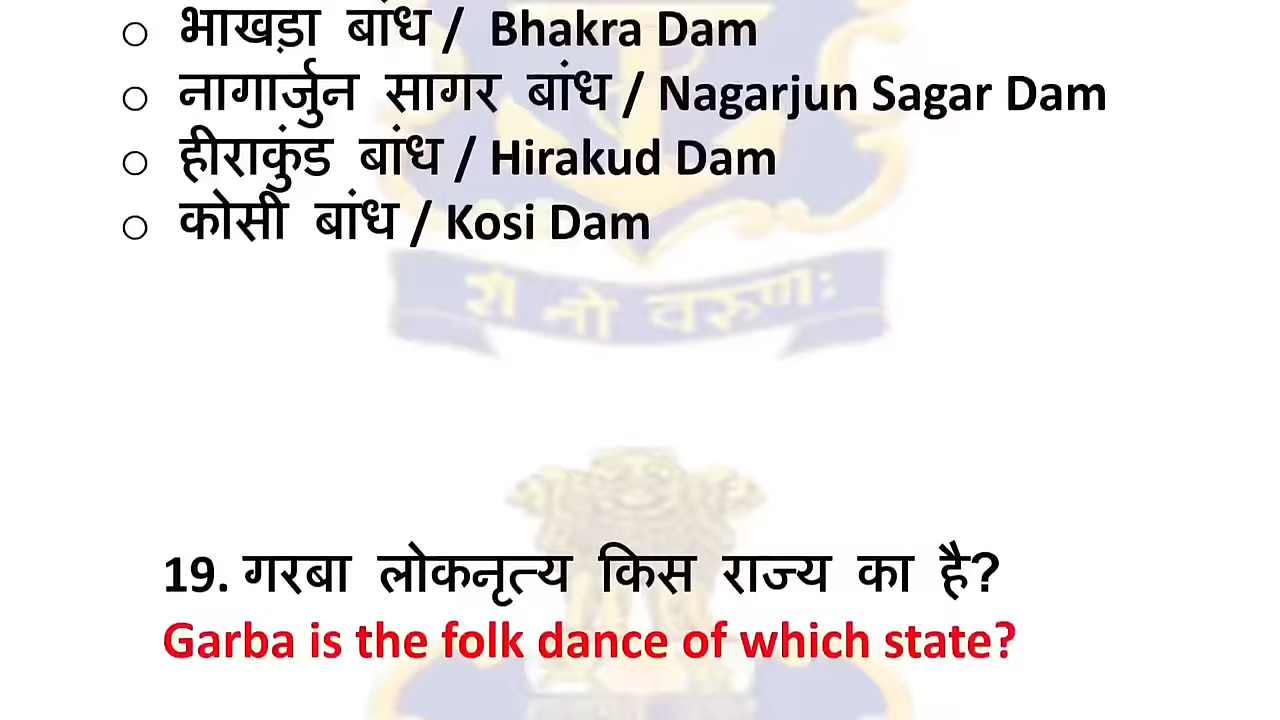 ○ भाखड़ा बांध / Bhakra Dam
○ नागार्जुन सागर बांध / Nagarjun Sagar Dam
○ हीराकुंड बांध / Hirakud Dam
○ कोसी बांध / Kosi Dam
शं नो वरुणः
19. गरबा लोकनृत्य किस राज्य का है?
Garba is the folk dance of which state?